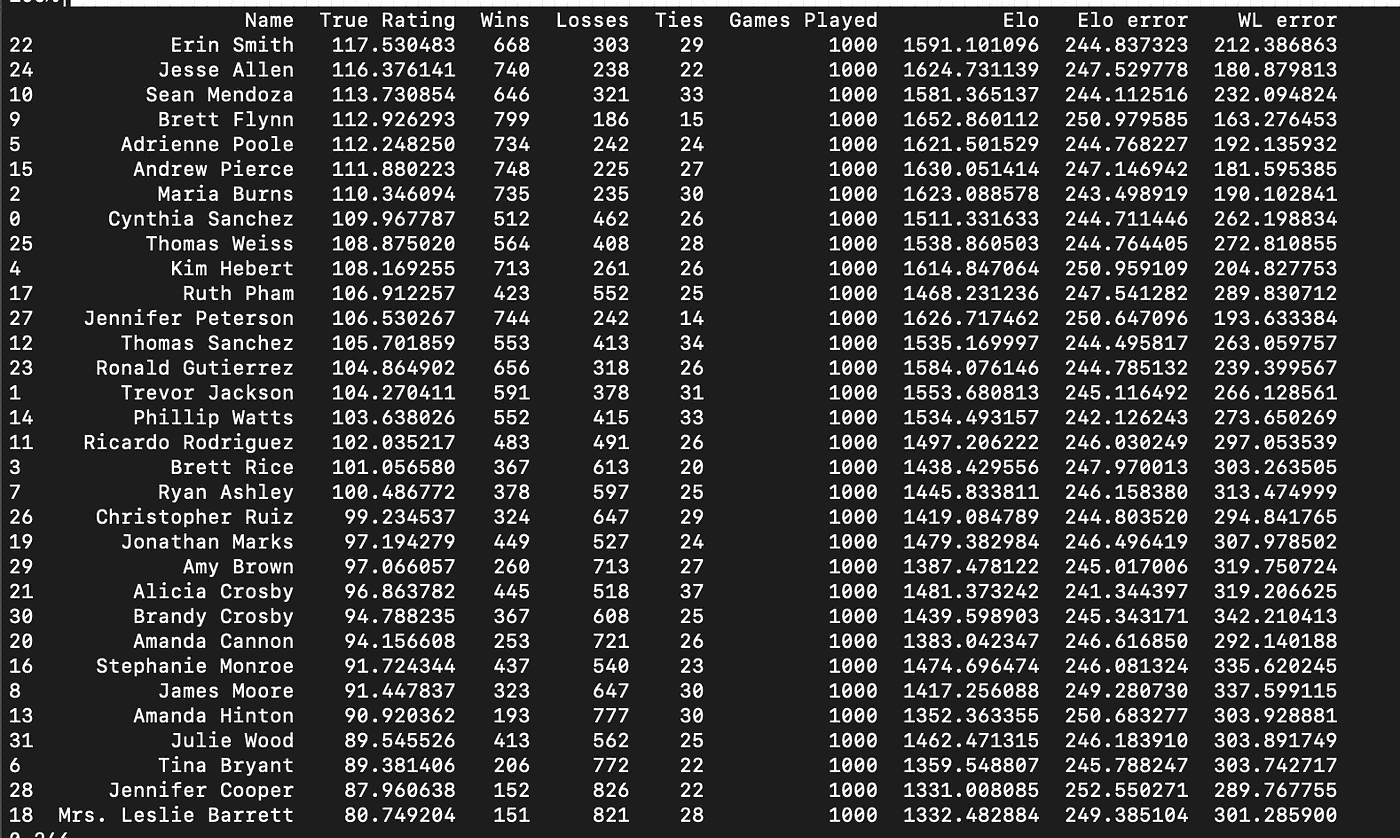 Name True Rating Wins Losses Ties Games Played Elo Elo error WL error
22 Erin Smith 117.530483 668 303 29 1000 1591.101096 244.837323 212.386863
24 Jesse Allen 116.376141 740 238 22 1000 1624.731139 247.529778 180.879813
10 Sean Mendoza 113.730854 646 321 33 1000 1581.365137 244.112516 232.094824
9 Brett Flynn 112.926293 799 186 15 1000 1652.860112 250.979585 163.276453
5 Adrienne Poole 112.248250 734 242 24 1000 1621.501529 244.768227 192.135932
15 Andrew Pierce 111.880223 748 225 27 1000 1630.051414 247.146942 181.595385
2 Maria Burns 110.346094 735 235 30 1000 1623.088578 243.498919 190.102841
0 Cynthia Sanchez 109.967787 512 462 26 1000 1511.331633 244.711446 262.198834
25 Thomas Weiss 108.875020 564 408 28 1000 1538.860503 244.764405 272.810855
4 Kim Hebert 108.169255 713 261 26 1000 1614.847064 250.959109 204.827753
17 Ruth Pham 106.912257 423 552 25 1000 1468.231236 247.541282 289.830712
27 Jennifer Peterson 106.530267 744 242 14 1000 1626.717462 250.647096 193.633384
12 Thomas Sanchez 105.701859 553 413 34 1000 1535.169997 244.495817 263.059757
23 Ronald Gutierrez 104.864902 656 318 26 1000 1584.076146 244.785132 239.399567
1 Trevor Jackson 104.270411 591 378 31 1000 1553.680813 245.116492 266.128561
14 Phillip Watts 103.638026 552 415 33 1000 1534.493157 242.126243 273.650269
11 Ricardo Rodriguez 102.035217 483 491 26 1000 1497.206222 246.030249 297.053539
3 Brett Rice 101.056580 367 613 20 1000 1438.429556 247.970013 303.263505
7 Ryan Ashley 100.486772 378 597 25 1000 1445.833811 246.158380 313.474999
26 Christopher Ruiz 99.234537 324 647 29 1000 1419.084789 244.803520 294.841765
19 Jonathan Marks 97.194279 449 527 24 1000 1479.382984 246.496419 307.978502
29 Amy Brown 97.066057 260 713 27 1000 1387.478122 245.017006 319.750724
21 Alicia Crosby 96.863782 445 518 37 1000 1481.373242 241.344397 319.206625
30 Brandy Crosby 94.788235 367 608 25 1000 1439.598903 245.343171 342.210413
20 Amanda Cannon 94.156608 253 721 26 1000 1383.042347 246.616850 292.140188
16 Stephanie Monroe 91.724344 437 540 23 1000 1474.696474 246.081324 335.620245
8 James Moore 91.447837 323 647 30 1000 1417.256088 249.280730 337.599115
13 Amanda Hinton 90.920362 193 777 30 1000 1352.363355 250.683277 303.928881
31 Julie Wood 89.545526 413 562 25 1000 1462.471315 246.183910 303.891749
6 Tina Bryant 89.381406 206 772 22 1000 1359.548807 245.788247 303.742717
28 Jennifer Cooper 87.960638 152 826 22 1000 1331.008085 252.550271 289.767755
18 Mrs. Leslie Barrett 80.749204 151 821 28 1000 1332.482884 249.385104 301.285900